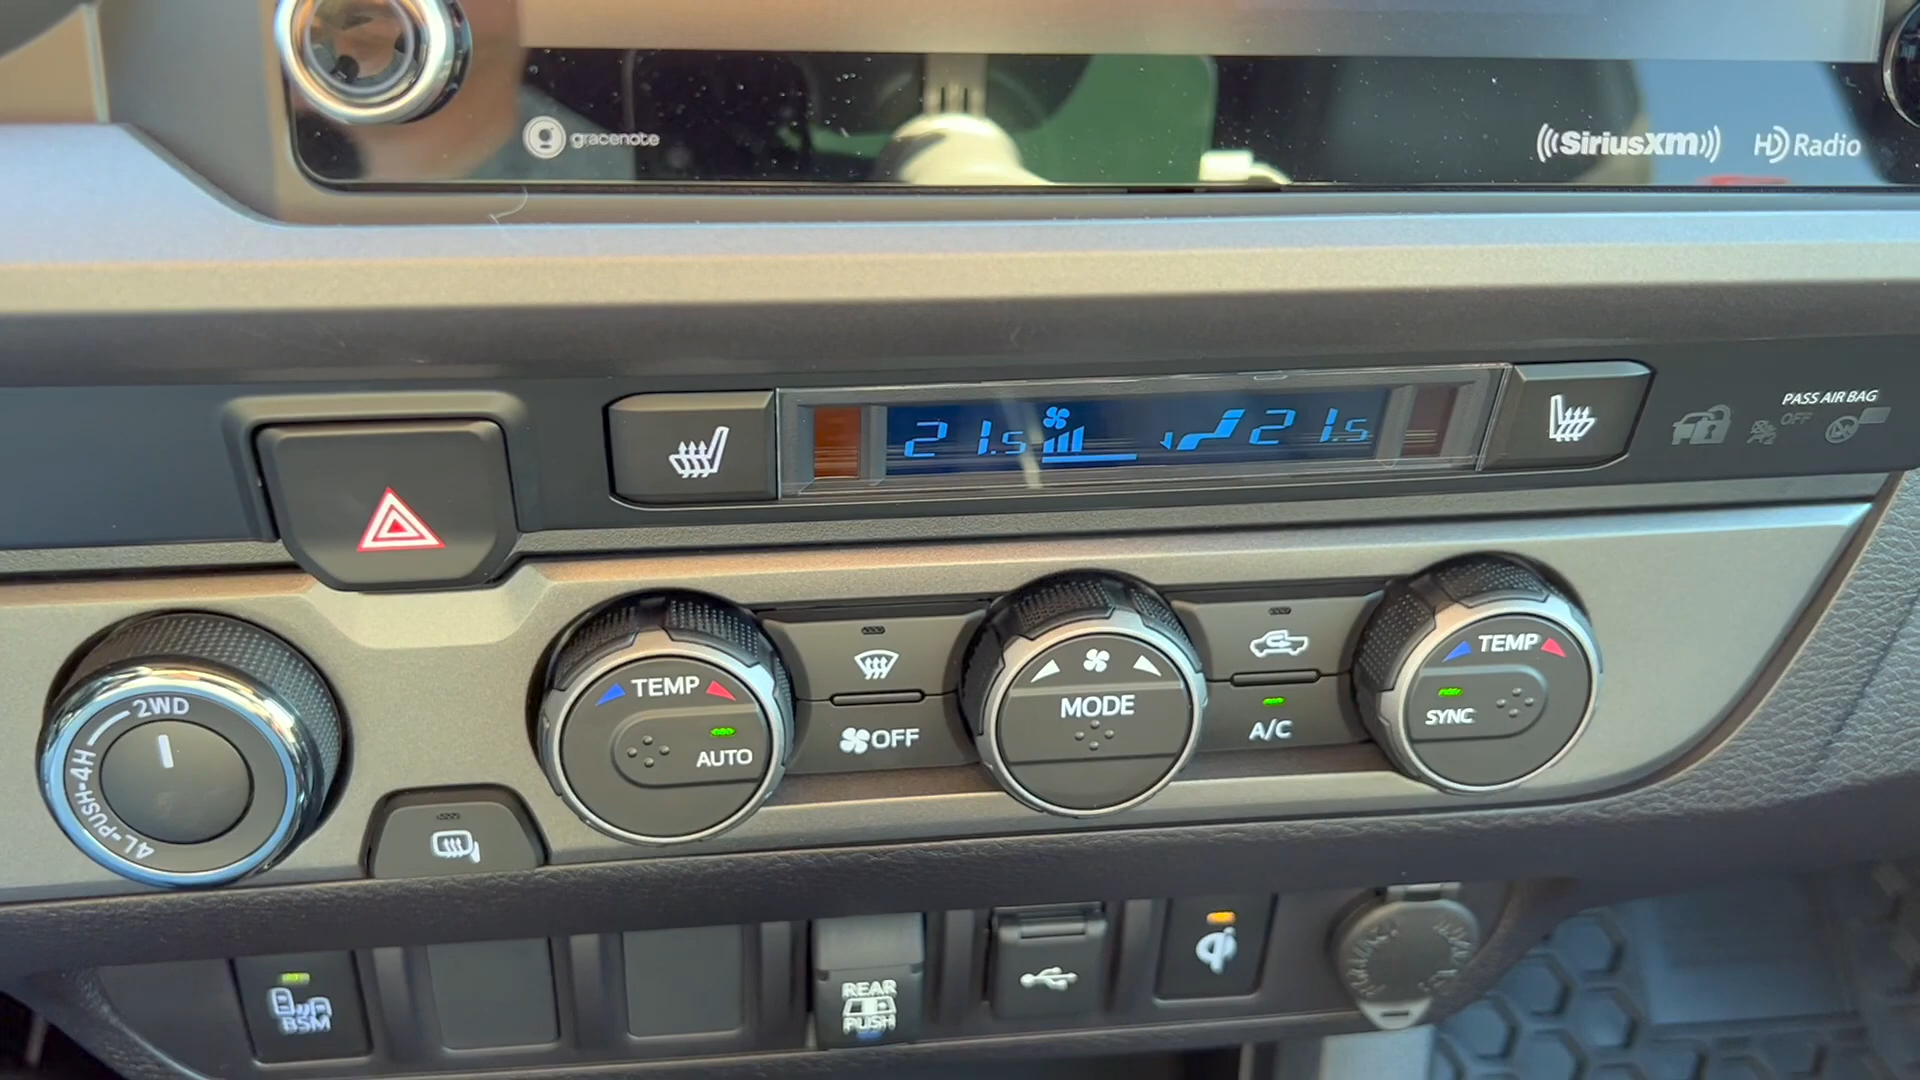 gracenote
((SiriusXM))
HD Radio
21.5
21.5
PASS AIR BAG
OFF
2WD
4L-PUSH-4H
TEMP
AUTO
OFF
MODE
A/C
TEMP
SYNC
BSM
REAR
PUSH